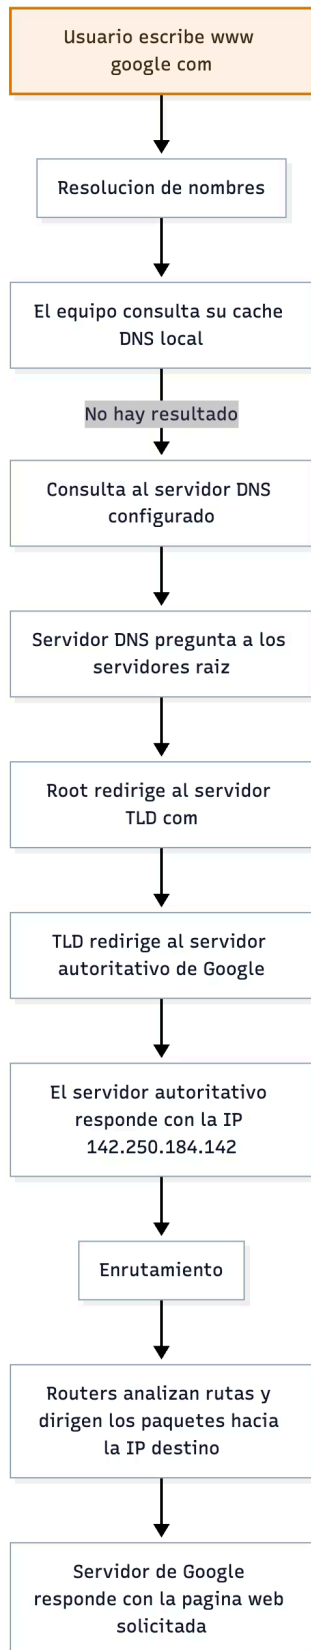 Usuario escribe www
google com
Resolucion de nombres
El equipo consulta su cache
DNS local
No hay resultado
Consulta al servidor DNS
configurado
Servidor DNS pregunta a los
servidores raiz
Root redirige al servidor
TLD com
TLD redirige al servidor
autoritativo de Google
El servidor autoritativo
responde con la IP
142.250.184.142
Enrutamiento
Routers analizan rutas y
dirigen los paquetes hacia
la IP destino
Servidor de Google
responde con la pagina web
solicitada